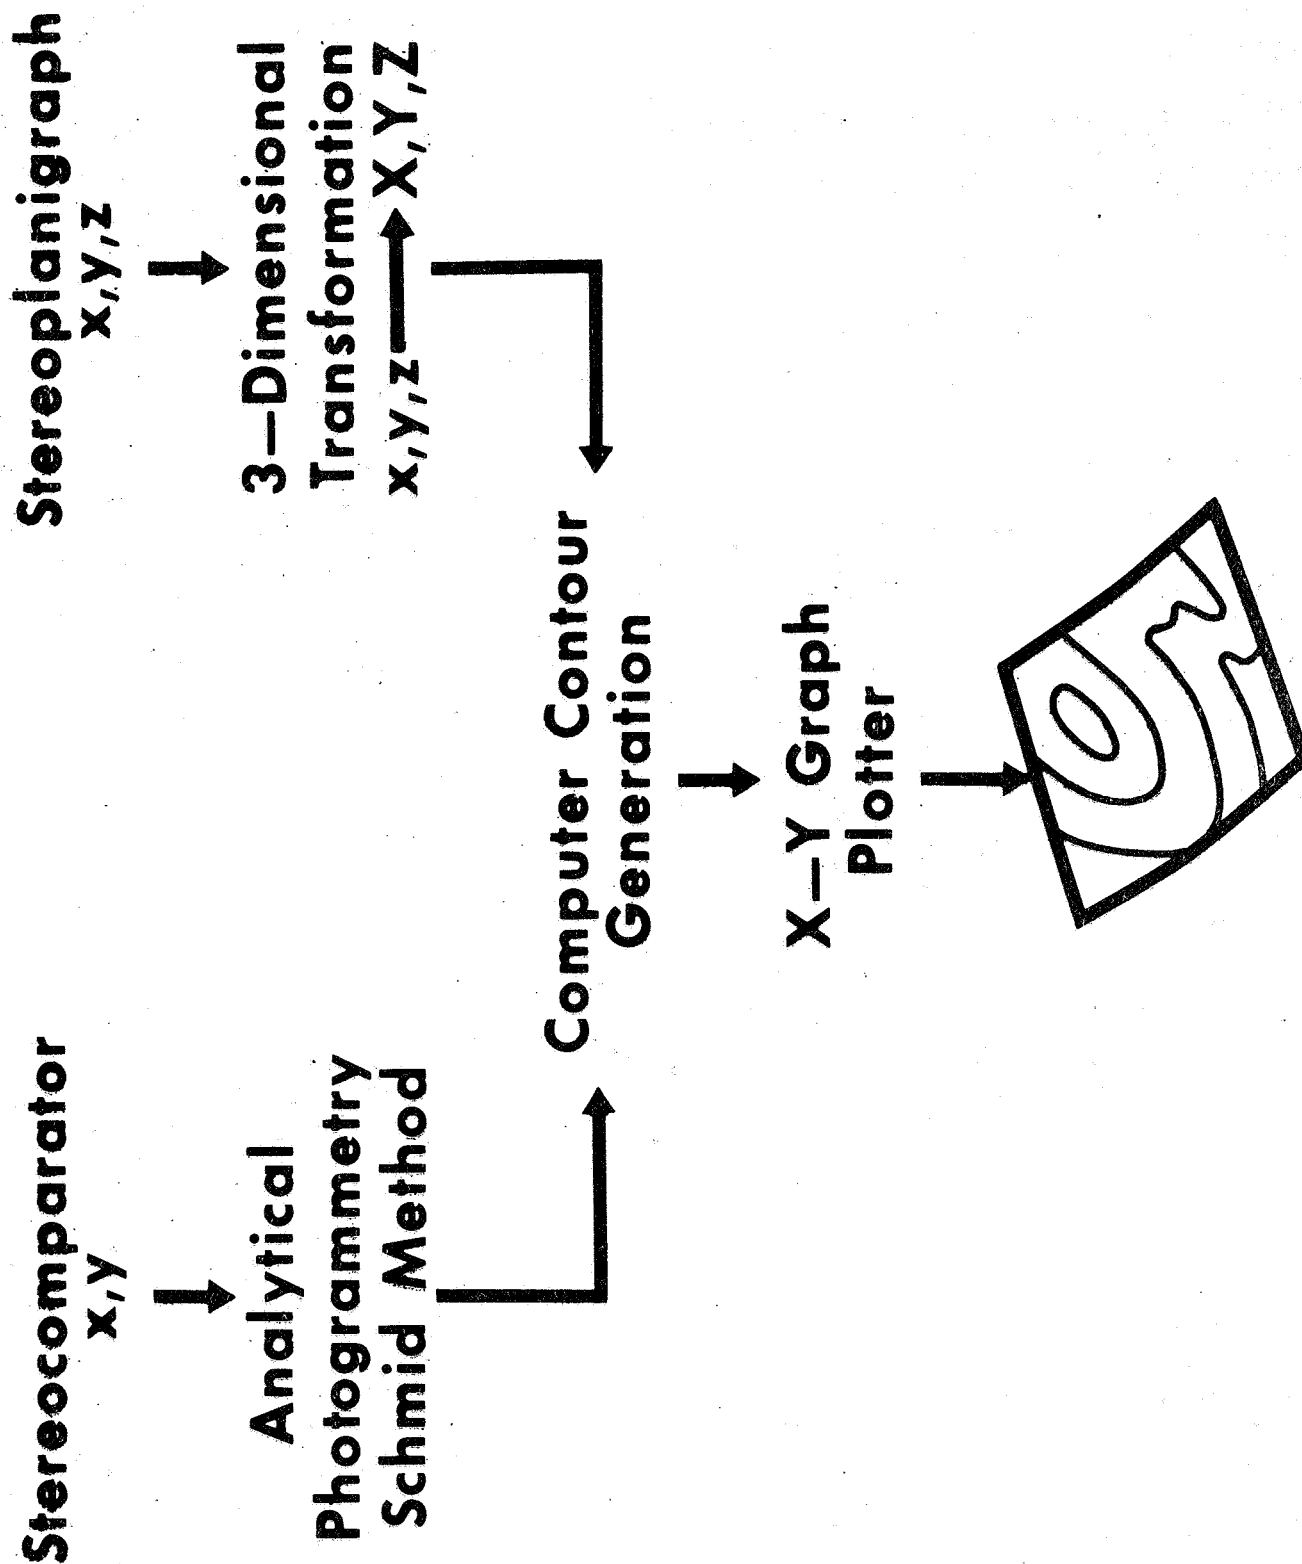 Stereocomparator
x,y
Analytical
Photogrammetry
Schmid Method
Stereoplanigraph
x,y,z
3–Dimensional
Transformation
x,y,z X,Y,Z
Computer Contour
Generation
X–Y Graph
Plotter